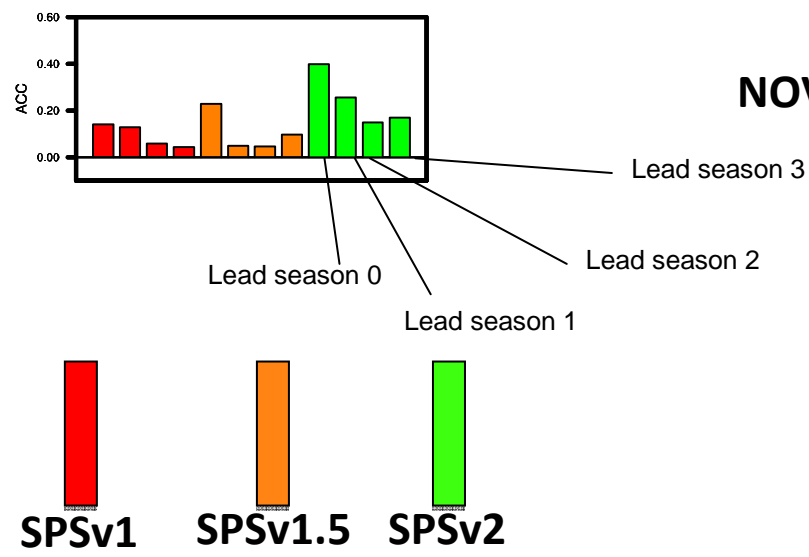 0.60
0.40
0.20
0.00
ACC
NOV
Lead season 3
Lead season 2
Lead season 0
Lead season 1
SPSv1
SPSv1.5
SPSv2